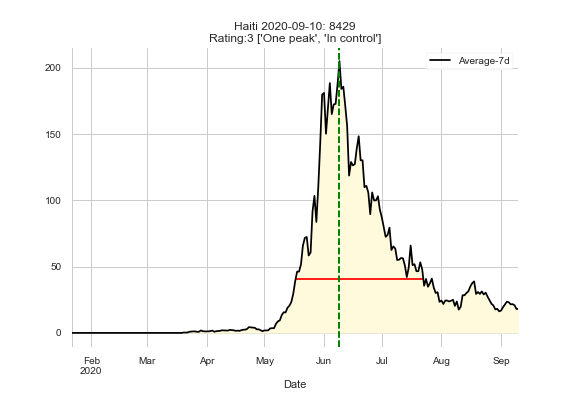 Haiti 2020-09-10: 8429
Rating:3 ['One peak', 'In control']
Average-7d
200
150
100
50
0
Feb
2020
Mar
Apr
May
Jun
Jul
Aug
Sep
Date